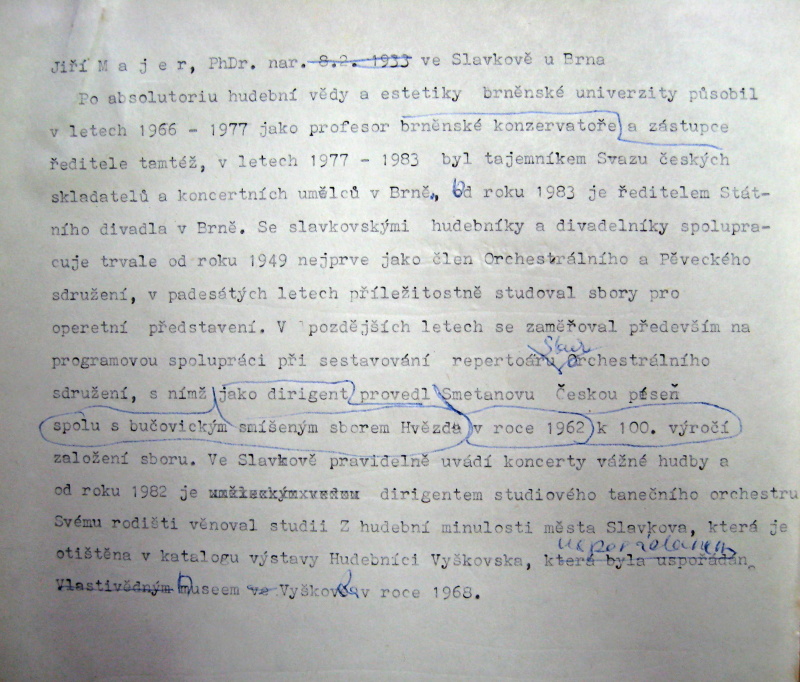 Jiří M a j e r, PhDr. nar. 8.2. 1933 ve Slavkově u Brna
Po absolutoriu hudební vědy a estetiky brněnské univerzity působil
v letech 1966 - 1977 jako profesor brněnské konzervatoře a zástupce
ředitele tamtéž, v letech 1977 - 1983 byl tajemníkem Svazu českých
skladatelů a koncertních umělců v Brně, Od roku 1983 je ředitelem Stát-
ního divadla v Brně. Se slavkovskými hudebníky a divadelníky spolupra-
cuje trvale od roku 1949 nejprve jako člen Orchestrálního a Pěveckého
sdružení, v padesátých letech příležitostně studoval sbory pro
operetní představení. V pozdějších letech se zaměřoval především na
programovou spolupráci při sestavování repertoáru Orchestrálního
sdružení, s nímž jako dirigent provedl Smetanovu Českou píseň
spolu s bučovickým smíšeným sborem Hvězda v roce 1962 k 100. výročí
založení sboru. Ve Slavkově pravidelně uvádí koncerty vážné hudby a
od roku 1982 je dirigentem studiového tanečního orchestru
Svému rodišti věnoval studii Z hudební minulosti města Slavkova, která je
uspořádanou
otištěna v katalogu výstavy Hudebníci Vyškovska, která byla uspořádán
Vlastivědným museem ve Vyškově v roce 1968.